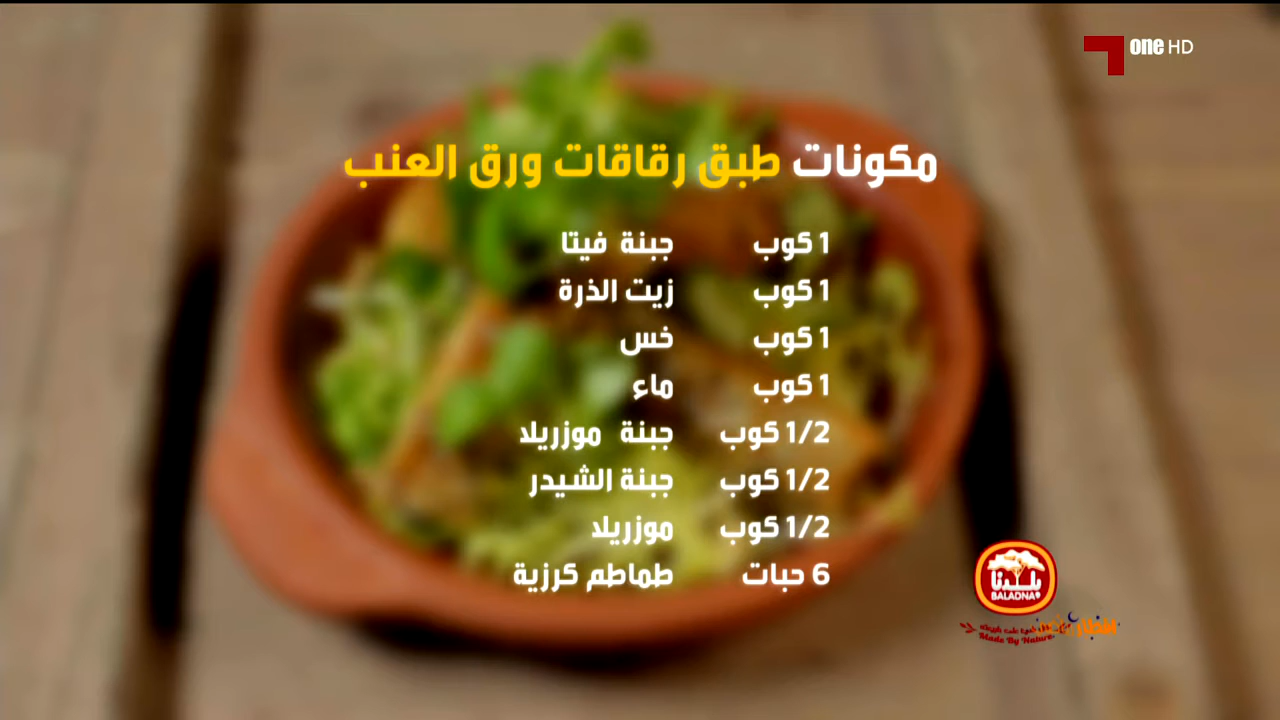 one HD
مكونات طبق رقاقات ورق العنب
1 كوب جبنة فيتا
1 كوب زيت الذرة
1 كوب خس
1 كوب ماء
1/2 كوب جبنة موزريلا
1/2 كوب جبنة الشيدر
1/2 كوب موزريلا
6 حبات طماطم كرزية
بلدنا
BALADNA
Made By Nature